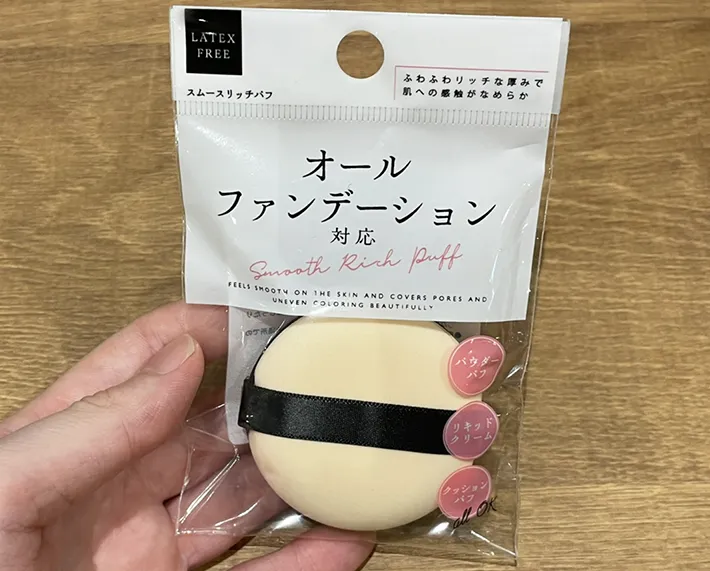 LATEX
FREE
スムースリッチパフ
ふわふわリッチな厚みで
肌への感触がなめらか
オール
ファンデーション
対応
Smooth Rich Puff
FEELS SMOOTH ON THE SKIN AND COVERS PORES AND
UNEVEN COLORING BEAUTIFULLY
パウダー
パフ
リキッド
クリーム
クッション
パフ
all OK